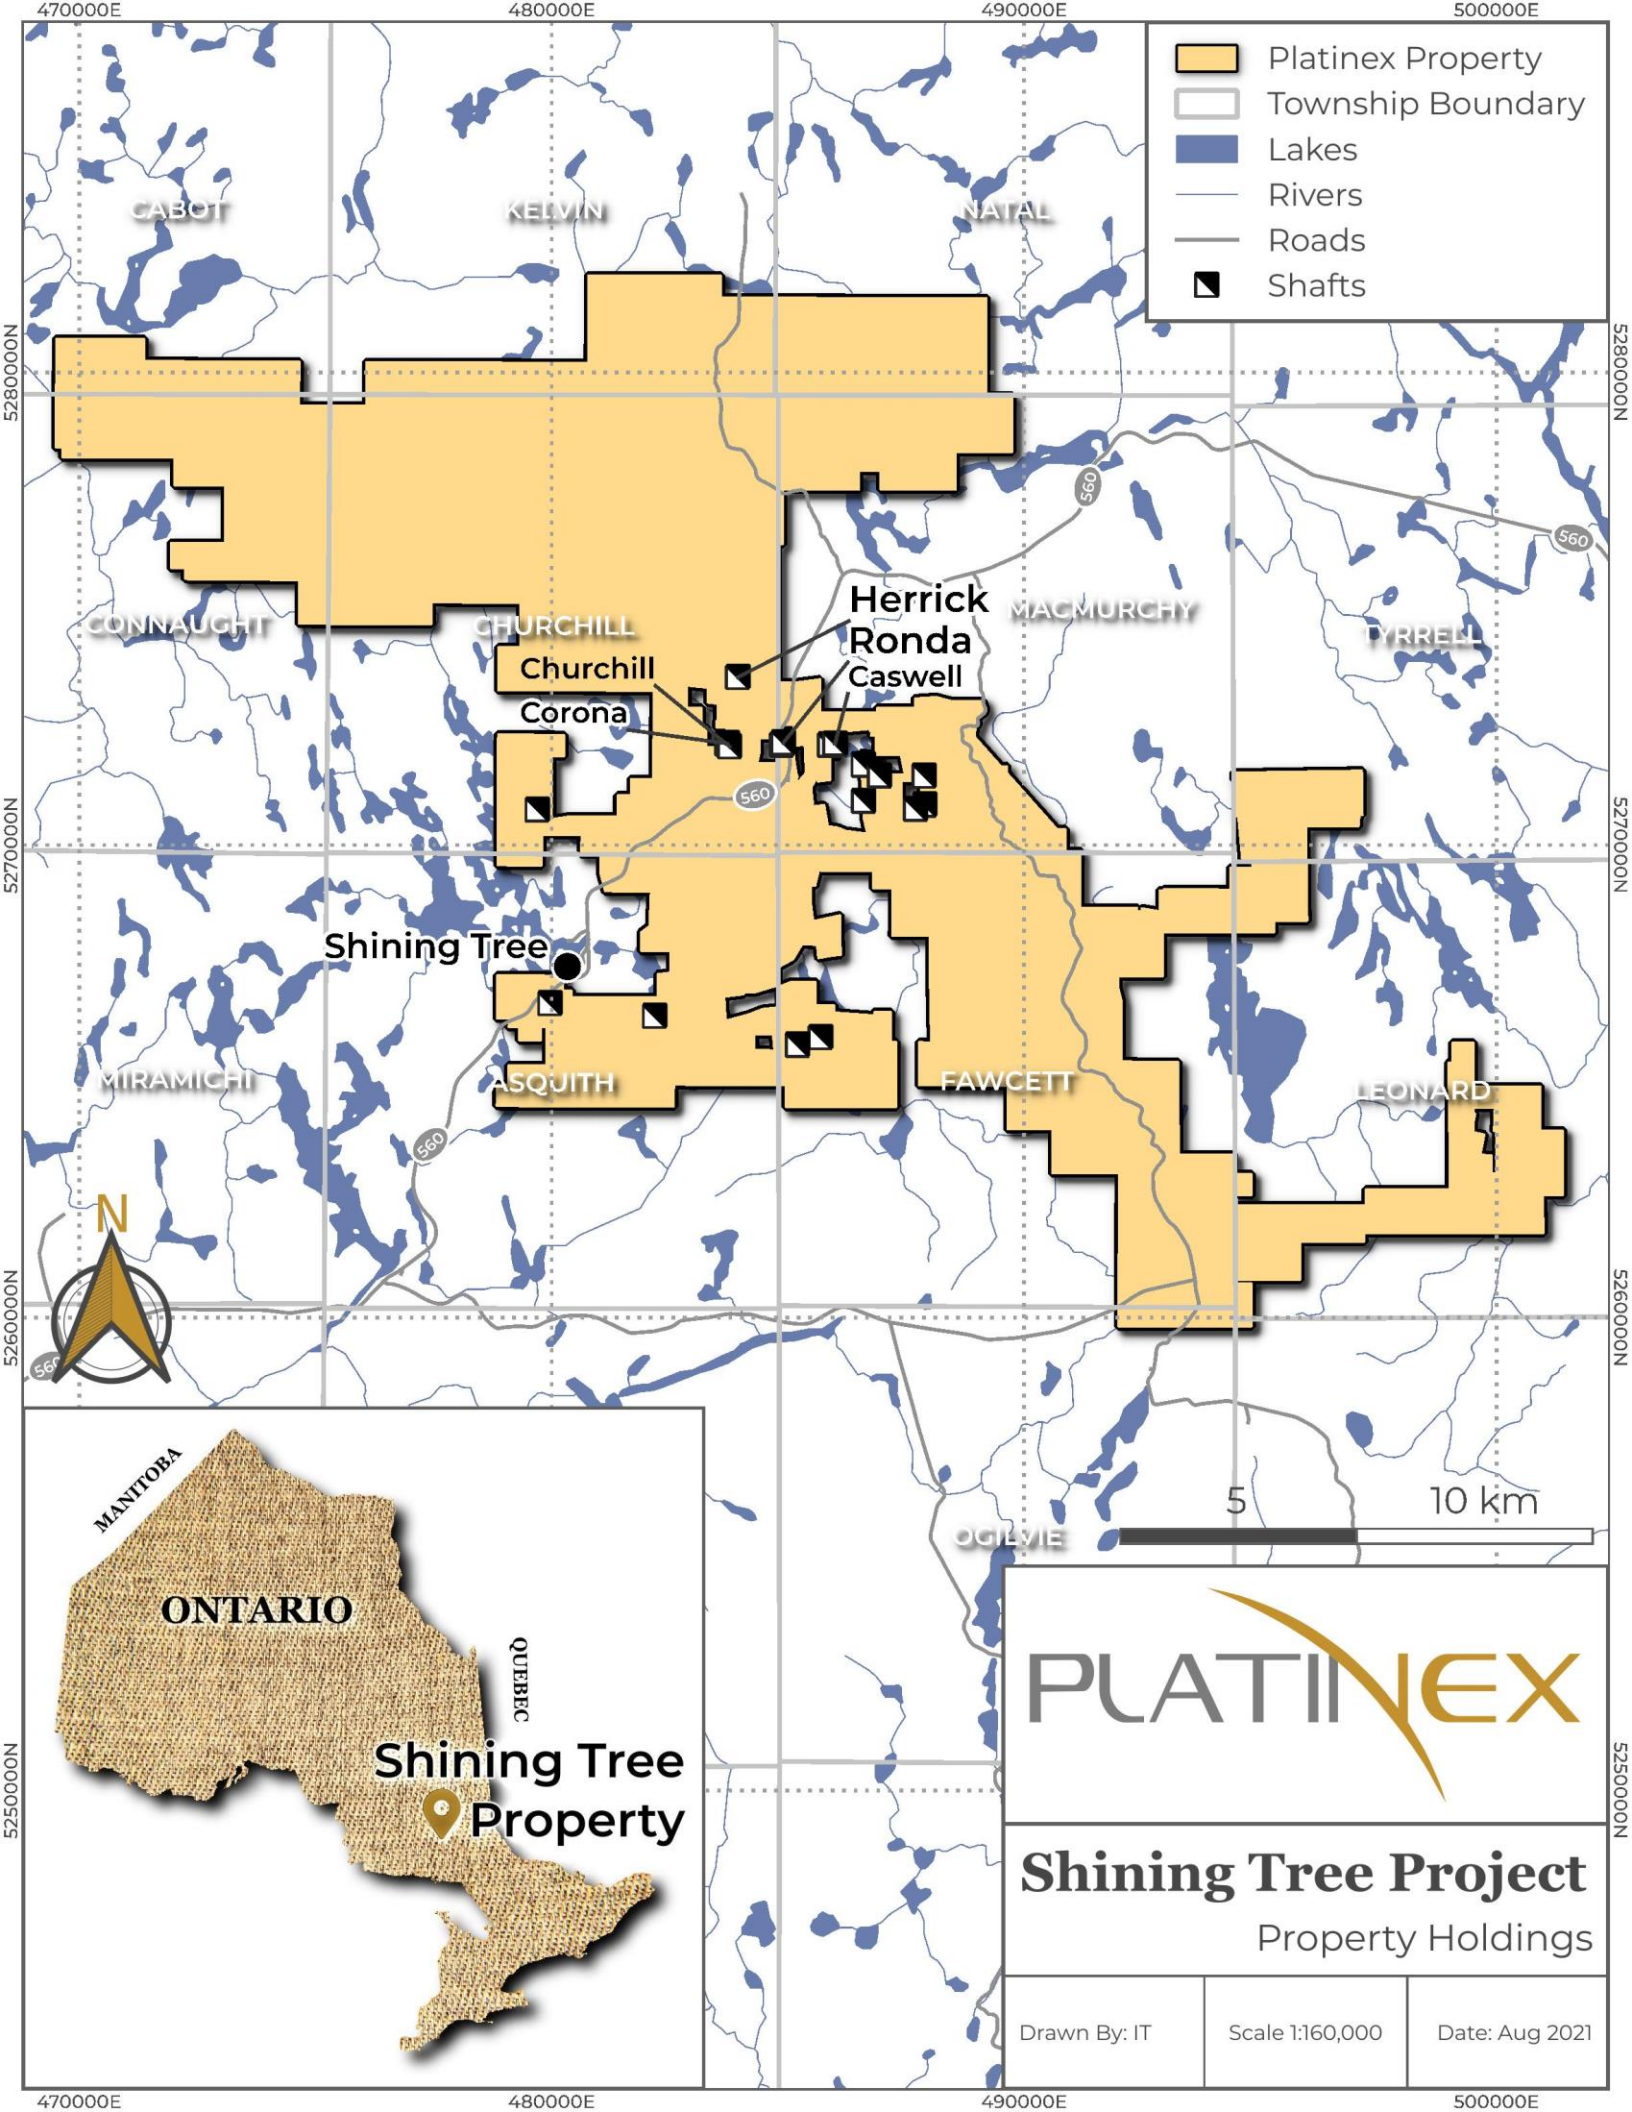 470000E
480000E
490000E
500000E
Platinex Property
Township Boundary
Lakes
Rivers
Roads
Shafts
CABOT
KELVIN
NATAL
5280000N
5280000N
560
560
Herrick
Ronda
Caswell
Churchill
Corona
CONNAUGHT
CHURCHILL
MACMURCHY
TYRRELL
560
5270000N
5270000N
Shining Tree
MIRAMICHI
ASQUITH
FAWCETT
LEONARD
560
N
5260000N
5260000N
560
5
10 km
OGILVIE
MANITOBA
ONTARIO
QUEBEC
Shining Tree
Property
PLATINEX
5250000N
5250000N
Shining Tree Project
Property Holdings
Drawn By: IT
Scale 1:160,000
Date: Aug 2021
470000E
480000E
490000E
500000E